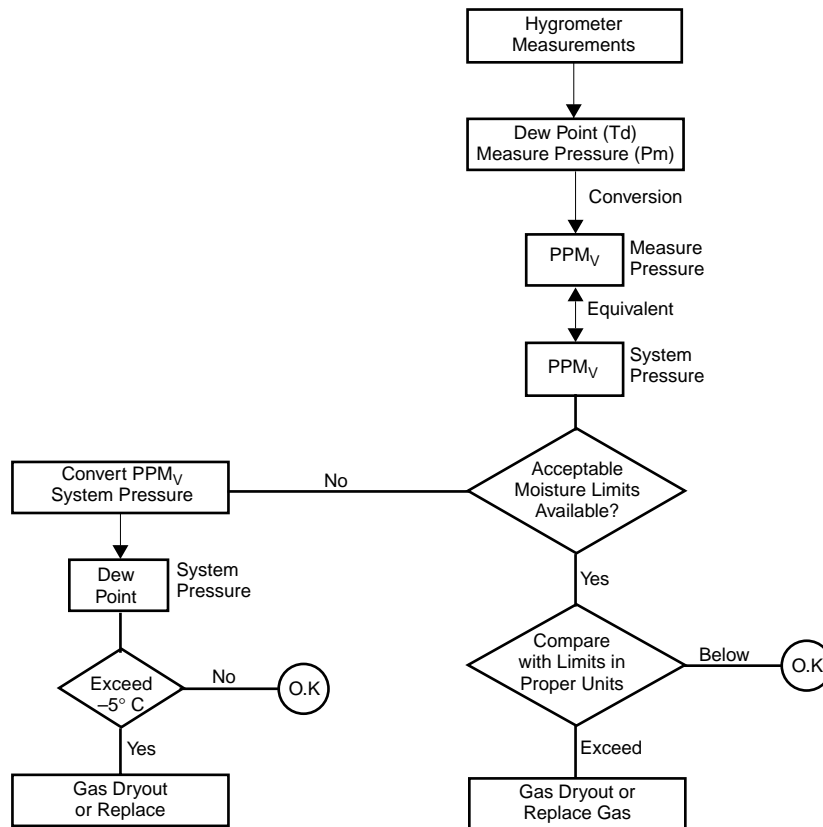 Hygrometer
Measurements
Dew Point (Td)
Measure Pressure (Pm)
Conversion
PPMV
Measure
Pressure
Equivalent
PPMV
System
Pressure
Acceptable
Moisture Limits
Available?
No
Convert PPMV
System Pressure
Dew
Point
System
Pressure
Exceed
–5° C
No
O.K
Yes
Gas Dryout
or Replace
Yes
Compare
with Limits in
Proper Units
Below
O.K
Exceed
Gas Dryout or
Replace Gas